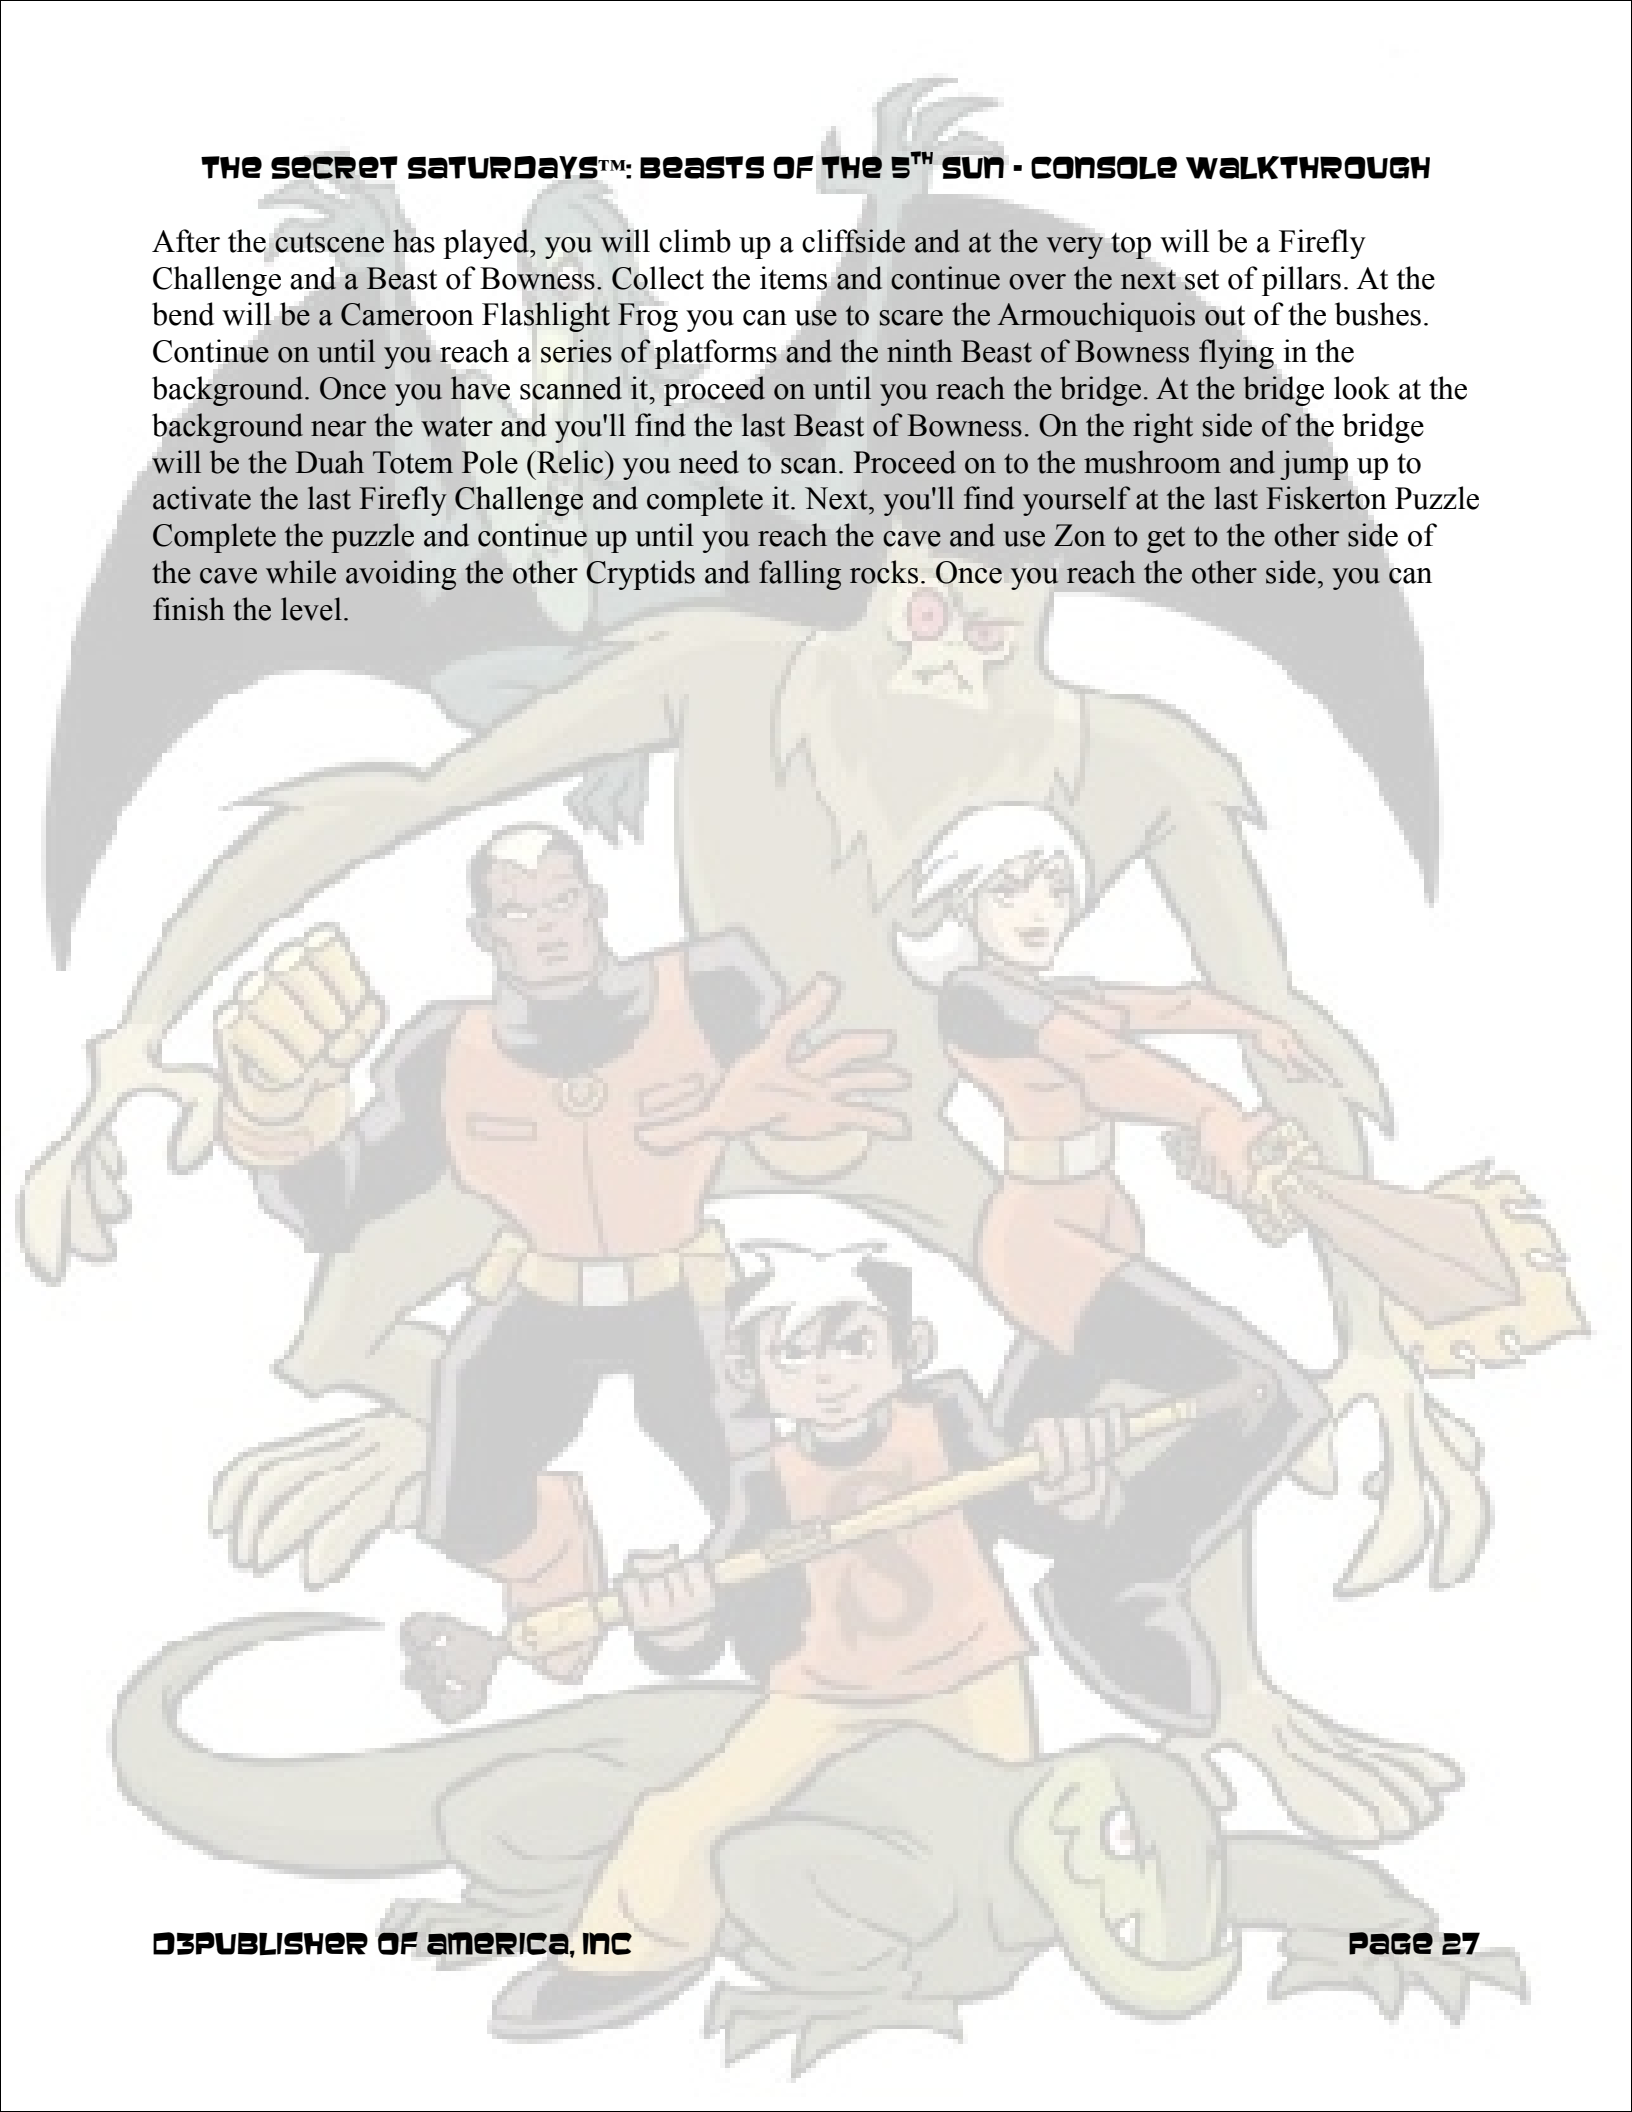 The Secret Saturdays™: Beasts of the 5TH Sun - Console Walkthrough
After the cutscene has played, you will climb up a cliffside and at the very top will be a Firefly
Challenge and a Beast of Bowness. Collect the items and continue over the next set of pillars. At the
bend will be a Cameroon Flashlight Frog you can use to scare the Armouchiquois out of the bushes.
Continue on until you reach a series of platforms and the ninth Beast of Bowness flying in the
background. Once you have scanned it, proceed on until you reach the bridge. At the bridge look at the
background near the water and you'll find the last Beast of Bowness. On the right side of the bridge
will be the Duah Totem Pole (Relic) you need to scan. Proceed on to the mushroom and jump up to
activate the last Firefly Challenge and complete it. Next, you'll find yourself at the last Fiskerton Puzzle
Complete the puzzle and continue up until you reach the cave and use Zon to get to the other side of
the cave while avoiding the other Cryptids and falling rocks. Once you reach the other side, you can
finish the level.
D3Publisher of America, Inc
Page 27